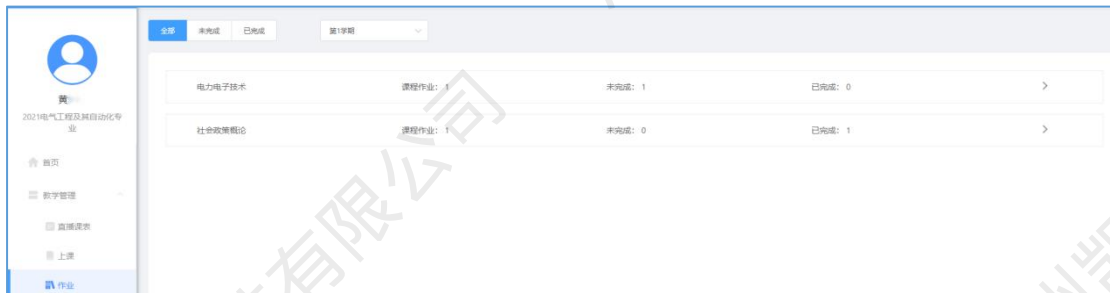 全部 未完成 已完成 第1学期
电力电子技术 课程作业: 1 未完成: 1 已完成: 0
黄
2021电气工程及其自动化专
业
社会政策概论 课程作业: 1 未完成: 0 已完成: 1
首页
教学管理
直播课表
上课
作业
有限公司